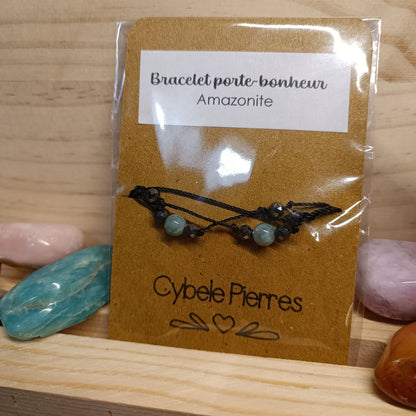 Bracelet porte-bonheur
Amazonite
Cybele Pierres